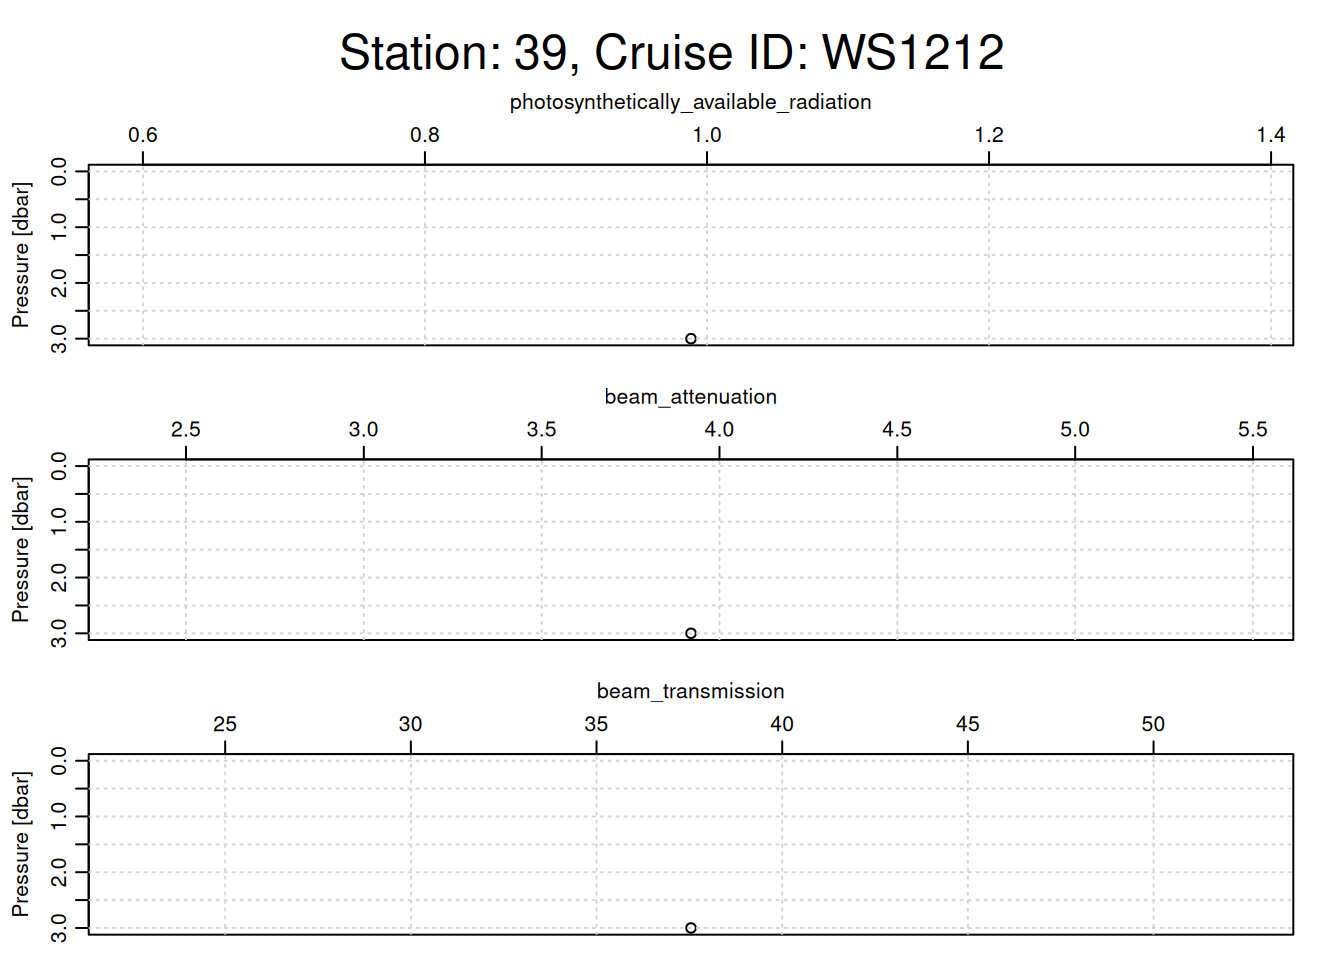 Station: 39, Cruise ID: WS1212
photosynthetically_available_radiation
0.6 0.8 1.0 1.2 1.4
Pressure [dbar]
0.0 1.0 2.0 3.0
beam_attenuation
2.5 3.0 3.5 4.0 4.5 5.0 5.5
Pressure [dbar]
0.0 1.0 2.0 3.0
beam_transmission
25 30 35 40 45 50
Pressure [dbar]
0.0 1.0 2.0 3.0